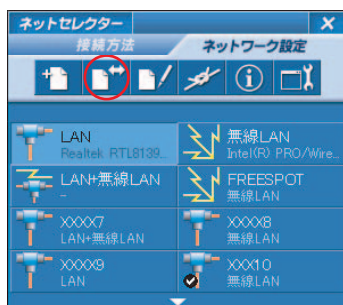 ネットセレクター
接続方法 ネットワーク設定
LAN 無線LAN
Realtek RTL8139... Intel(R) PRO/Wire...
LAN+無線LAN FREESPOT
- 無線LAN
XXXX7 XXXX8
LAN+無線LAN 無線LAN
XXXX9 XXX10
LAN 無線LAN